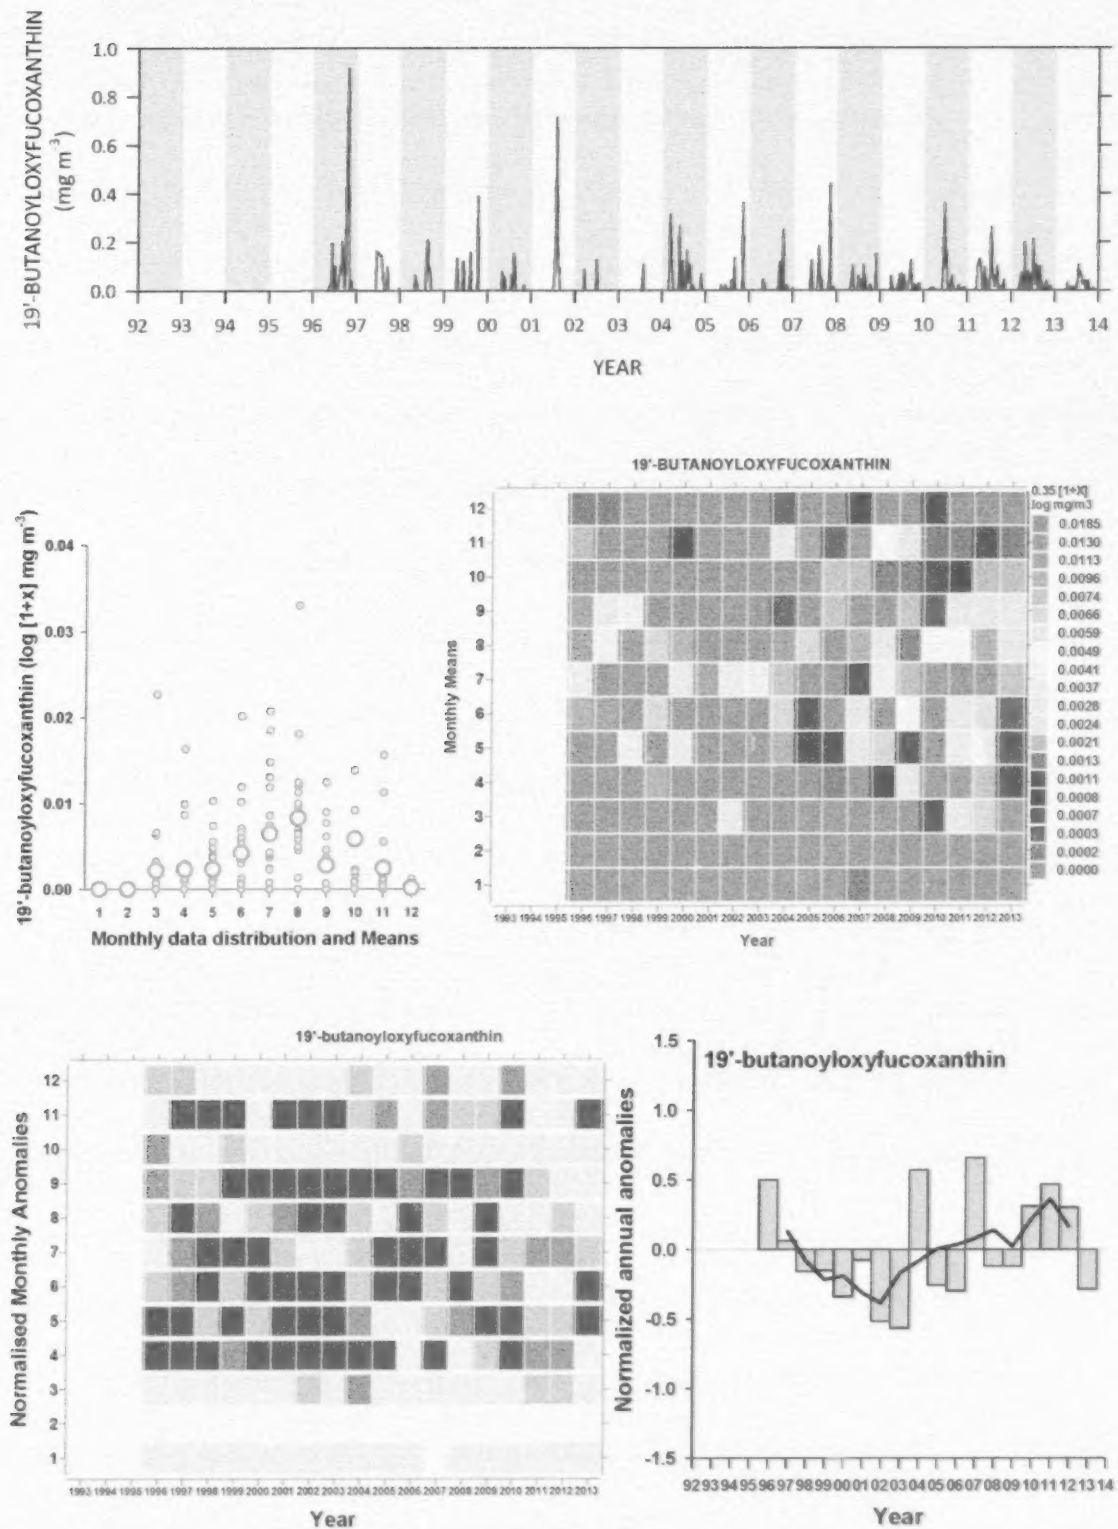 19'-BUTANOYLOXYFUCOXANTHIN
(mg m-3)
1.0
0.8
0.6
0.4
0.2
0.0
92 93 94 95 96 97 98 99 00 01 02 03 04 05 06 07 08 09 10 11 12 13 14
YEAR
19'-butanoyloxyfucoxanthin (log [1+x] mg m-3)
0.04
0.03
0.02
0.01
0.00
1 2 3 4 5 6 7 8 9 10 11 12
Monthly data distribution and Means
19'-BUTANOYLOXYFUCOXANTHIN
Monthly Means
12
11
10
9
8
7
6
5
4
3
2
1
1993 1994 1995 1996 1997 1998 1999 2000 2001 2002 2003 2004 2005 2006 2007 2008 2009 2010 2011 2012 2013
Year
0.35 [1+X]
log mg/m3
0.0185
0.0130
0.0113
0.0096
0.0074
0.0066
0.0059
0.0049
0.0041
0.0037
0.0028
0.0024
0.0021
0.0013
0.0011
0.0008
0.0007
0.0003
0.0002
0.0000
19'-butanoyloxyfucoxanthin
Normalised Monthly Anomalies
12
11
10
9
8
7
6
5
4
3
2
1
1993 1994 1995 1996 1997 1998 1999 2000 2001 2002 2003 2004 2005 2006 2007 2008 2009 2010 2011 2012 2013
Year
19'-butanoyloxyfucoxanthin
Normalized annual anomalies
1.5
1.0
0.5
0.0
-0.5
-1.0
-1.5
92 93 94 95 96 97 98 99 00 01 02 03 04 05 06 07 08 09 10 11 12 13 14
Year